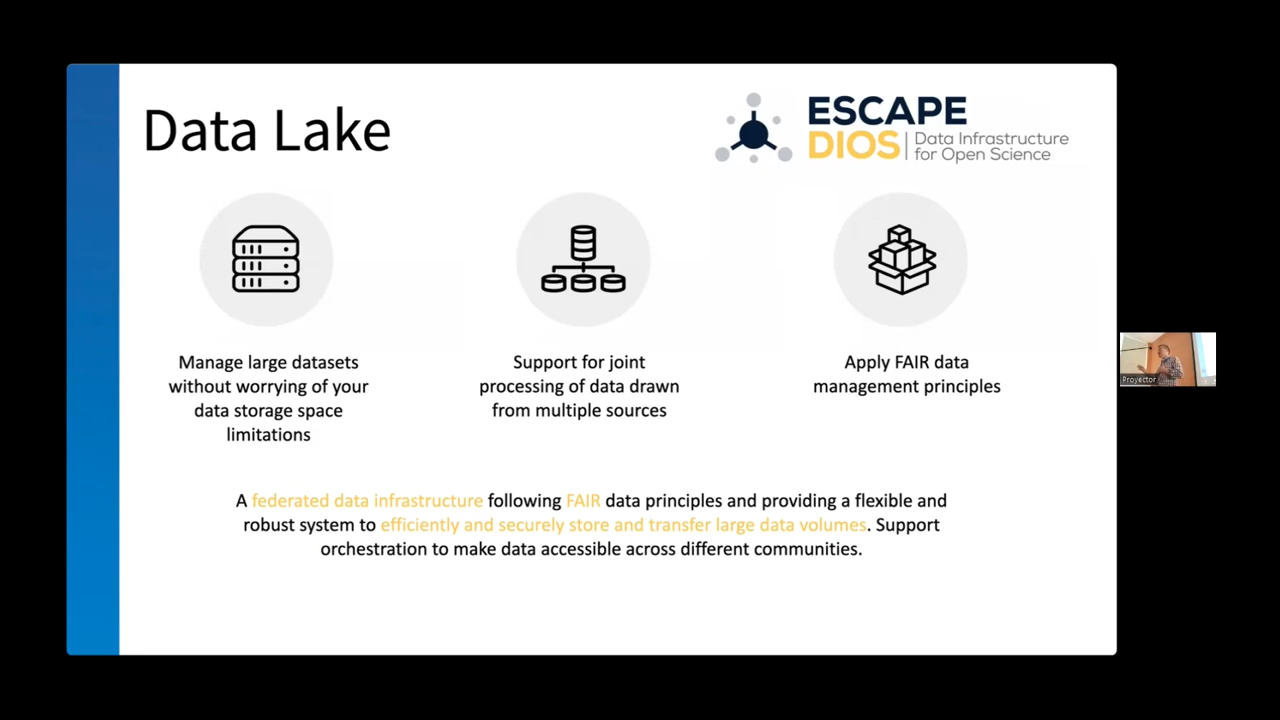 Data Lake
ESCAPE
DIOS
Data Infrastructure
for Open Science
Manage large datasets
without worrying of your
data storage space
limitations
Support for joint
processing of data drawn
from multiple sources
Apply FAIR data
management principles
A federated data infrastructure following FAIR data principles and providing a flexible and
robust system to efficiently and securely store and transfer large data volumes. Support
orchestration to make data accessible across different communities.
Proyector